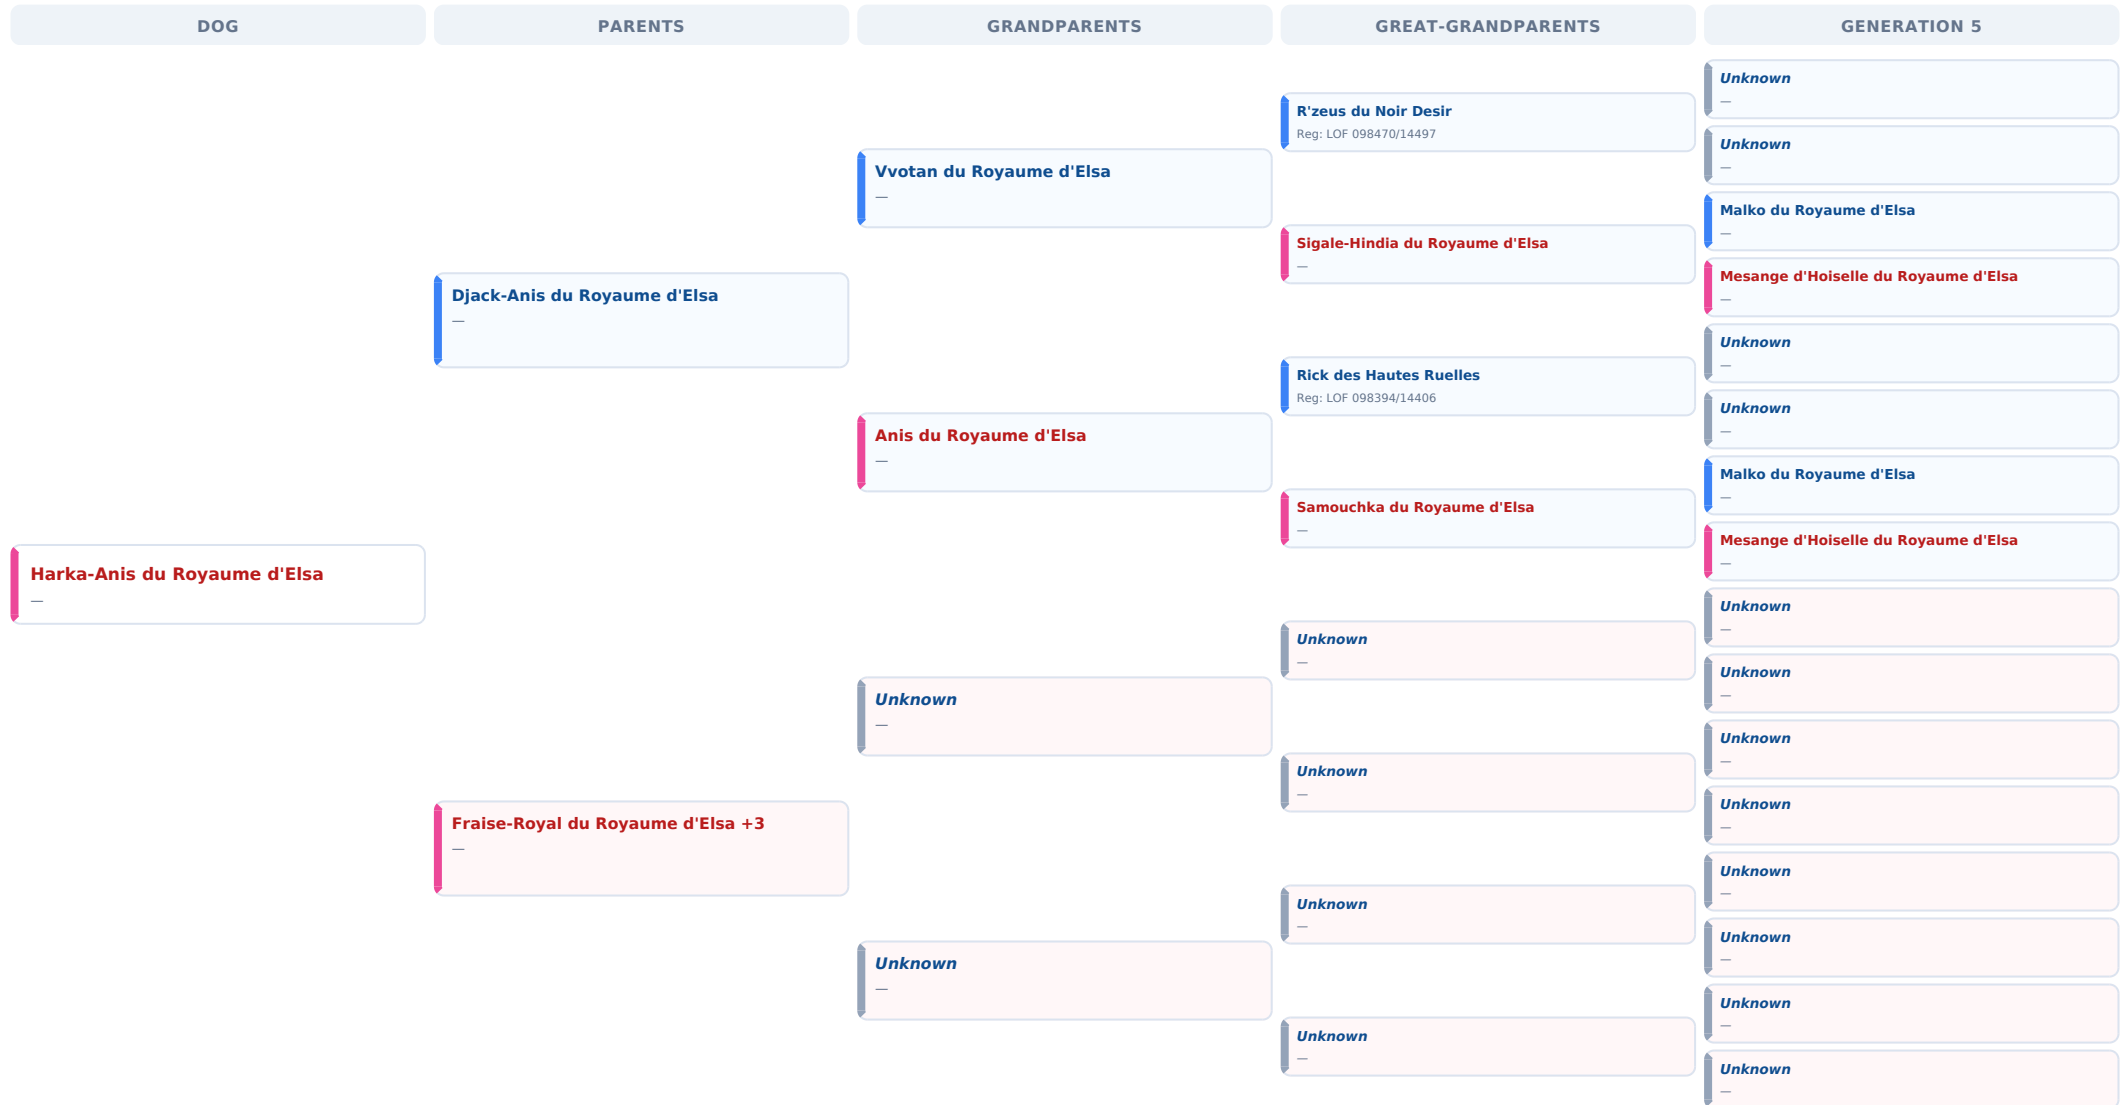 DOG
PARENTS
GRANDPARENTS
GREAT-GRANDPARENTS
GENERATION 5
Harka-Anis du Royaume d'Elsa
—
Djack-Anis du Royaume d'Elsa
—
Fraise-Royal du Royaume d'Elsa +3
—
Vvotan du Royaume d'Elsa
—
Anis du Royaume d'Elsa
—
Unknown
—
Unknown
—
R'zeus du Noir Desir
Reg: LOF 098470/14497
Sigale-Hindia du Royaume d'Elsa
—
Rick des Hautes Ruelles
Reg: LOF 098394/14406
Samouchka du Royaume d'Elsa
—
Unknown
—
Unknown
—
Unknown
—
Unknown
—
Unknown
—
Unknown
—
Malko du Royaume d'Elsa
—
Mesange d'Hoiselle du Royaume d'Elsa
—
Unknown
—
Unknown
—
Malko du Royaume d'Elsa
—
Mesange d'Hoiselle du Royaume d'Elsa
—
Unknown
—
Unknown
—
Unknown
—
Unknown
—
Unknown
—
Unknown
—
Unknown
—
Unknown
—